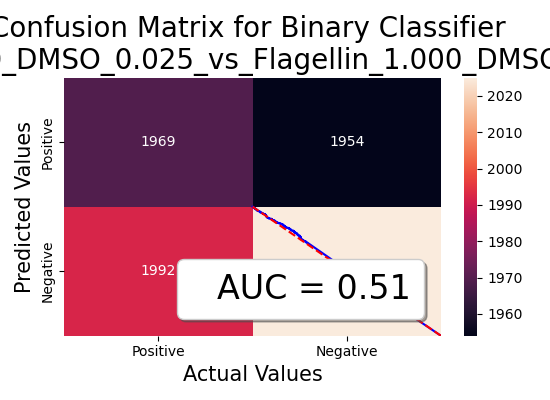 Confusion Matrix for Binary Classifier
_DMSO_0.025_vs_Flagellin_1.000_DMSO
Predicted Values
Positive
Negative
1969
1954
1992
AUC = 0.51
Positive
Negative
Actual Values
2020
2010
2000
1990
1980
1970
1960